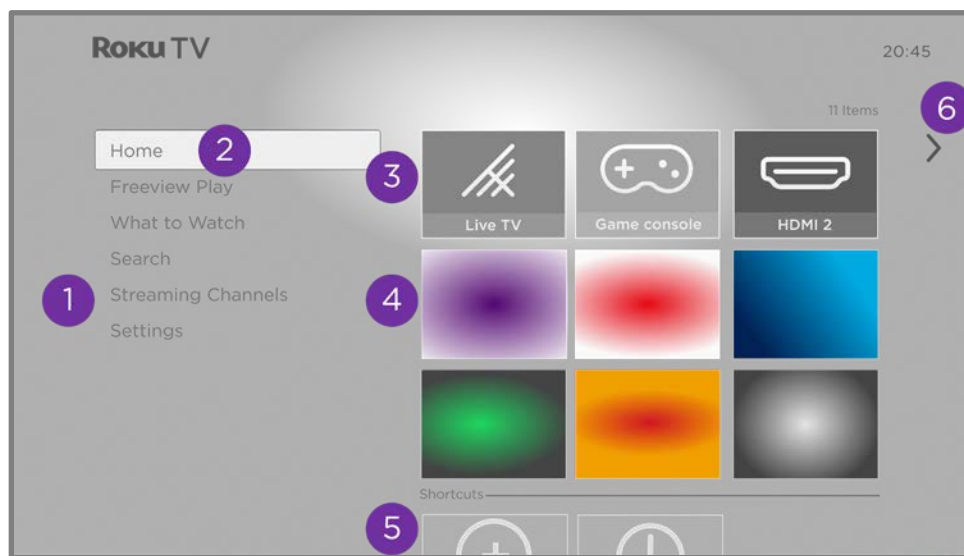 Roku TV
20:45
11 Items
6
Home
2
3
Freeview Play
What to Watch
Live TV
Game console
HDMI 2
Search
1
Streaming Channels
4
Settings
Shortcuts
5